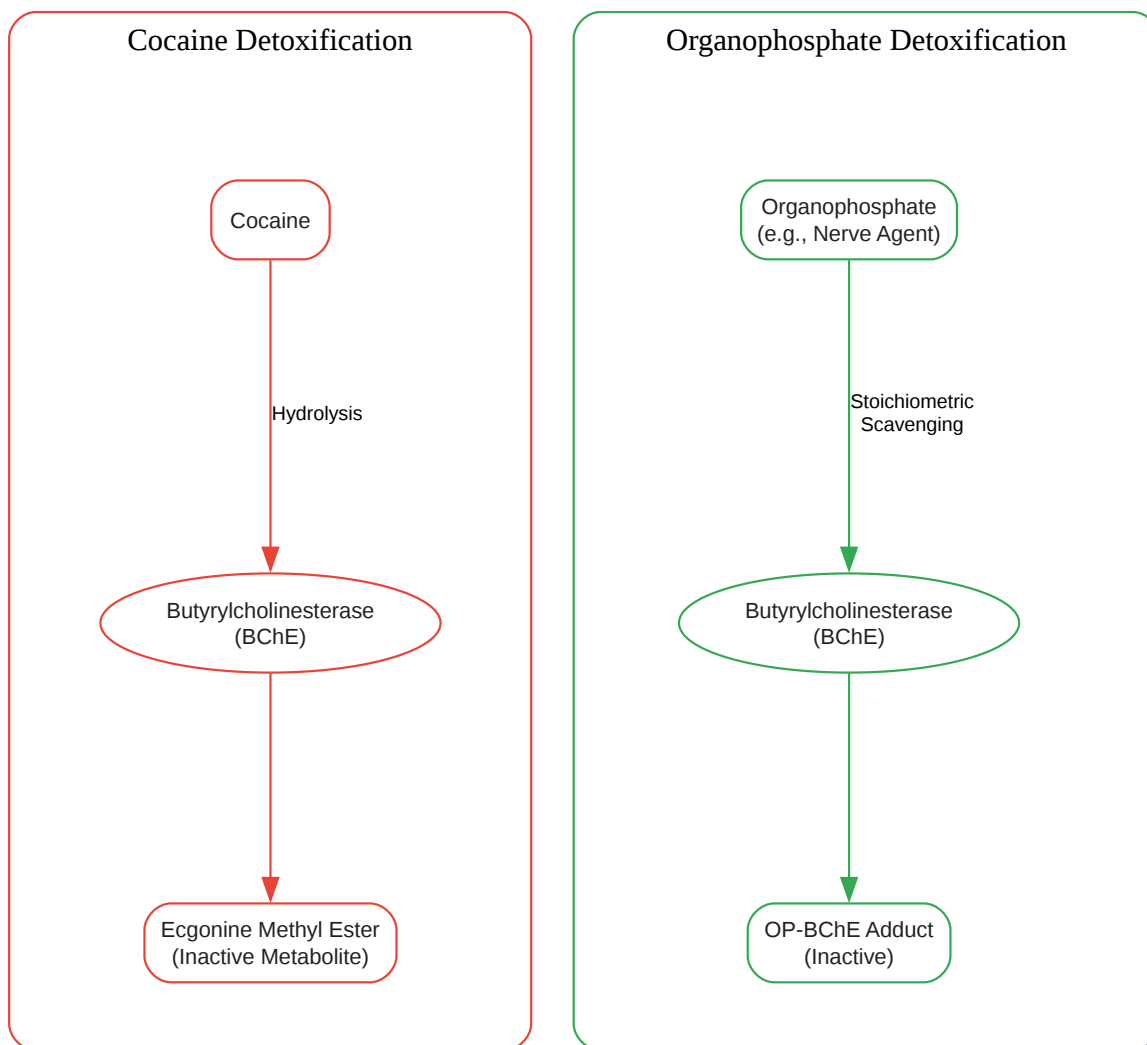 Cocaine Detoxification
Cocaine
Hydrolysis
Butyrylcholinesterase
(BChE)
Ecgonine Methyl Ester
(Inactive Metabolite)
Organophosphate Detoxification
Organophosphate
(e.g., Nerve Agent)
Stoichiometric
Scavenging
Butyrylcholinesterase
(BChE)
OP-BChE Adduct
(Inactive)